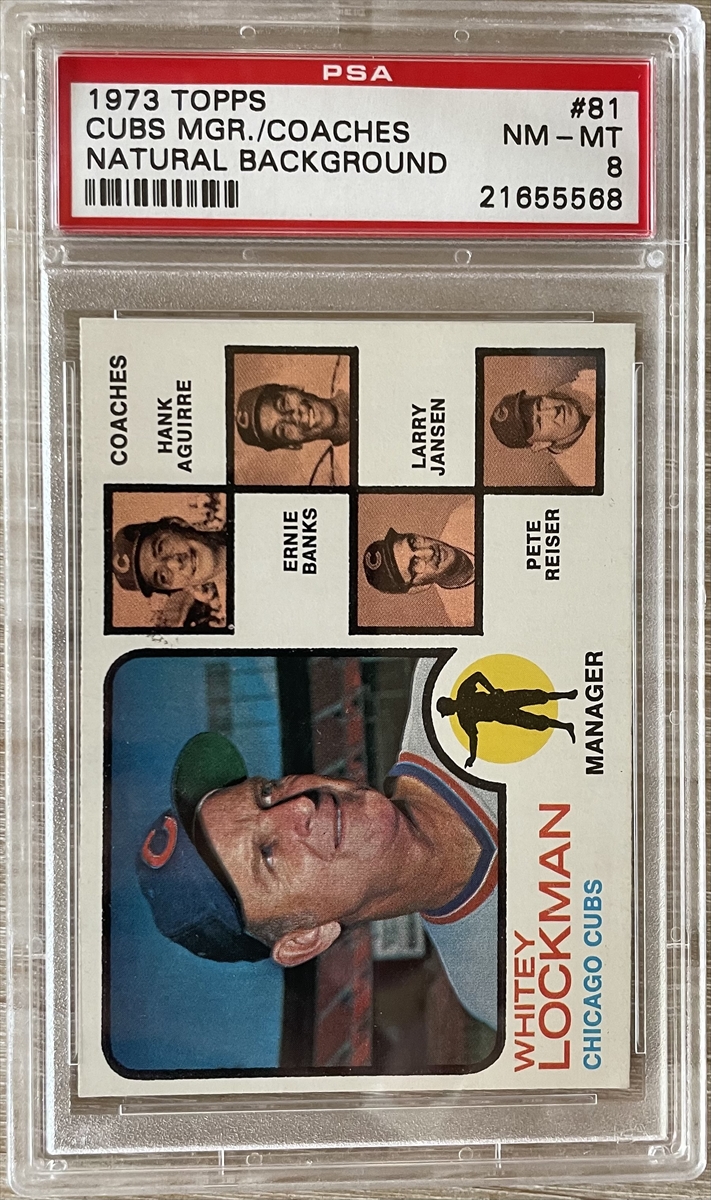 PSA
1973 TOPPS #81
CUBS MGR./COACHES NM-MT
NATURAL BACKGROUND 8
21655568
COACHES
HANK
AGUIRRE
ERNIE
BANKS
LARRY
JANSEN
PETE
REISER
WHITEY
LOCKMAN
CHICAGO CUBS
MANAGER
C
C
C
C
C